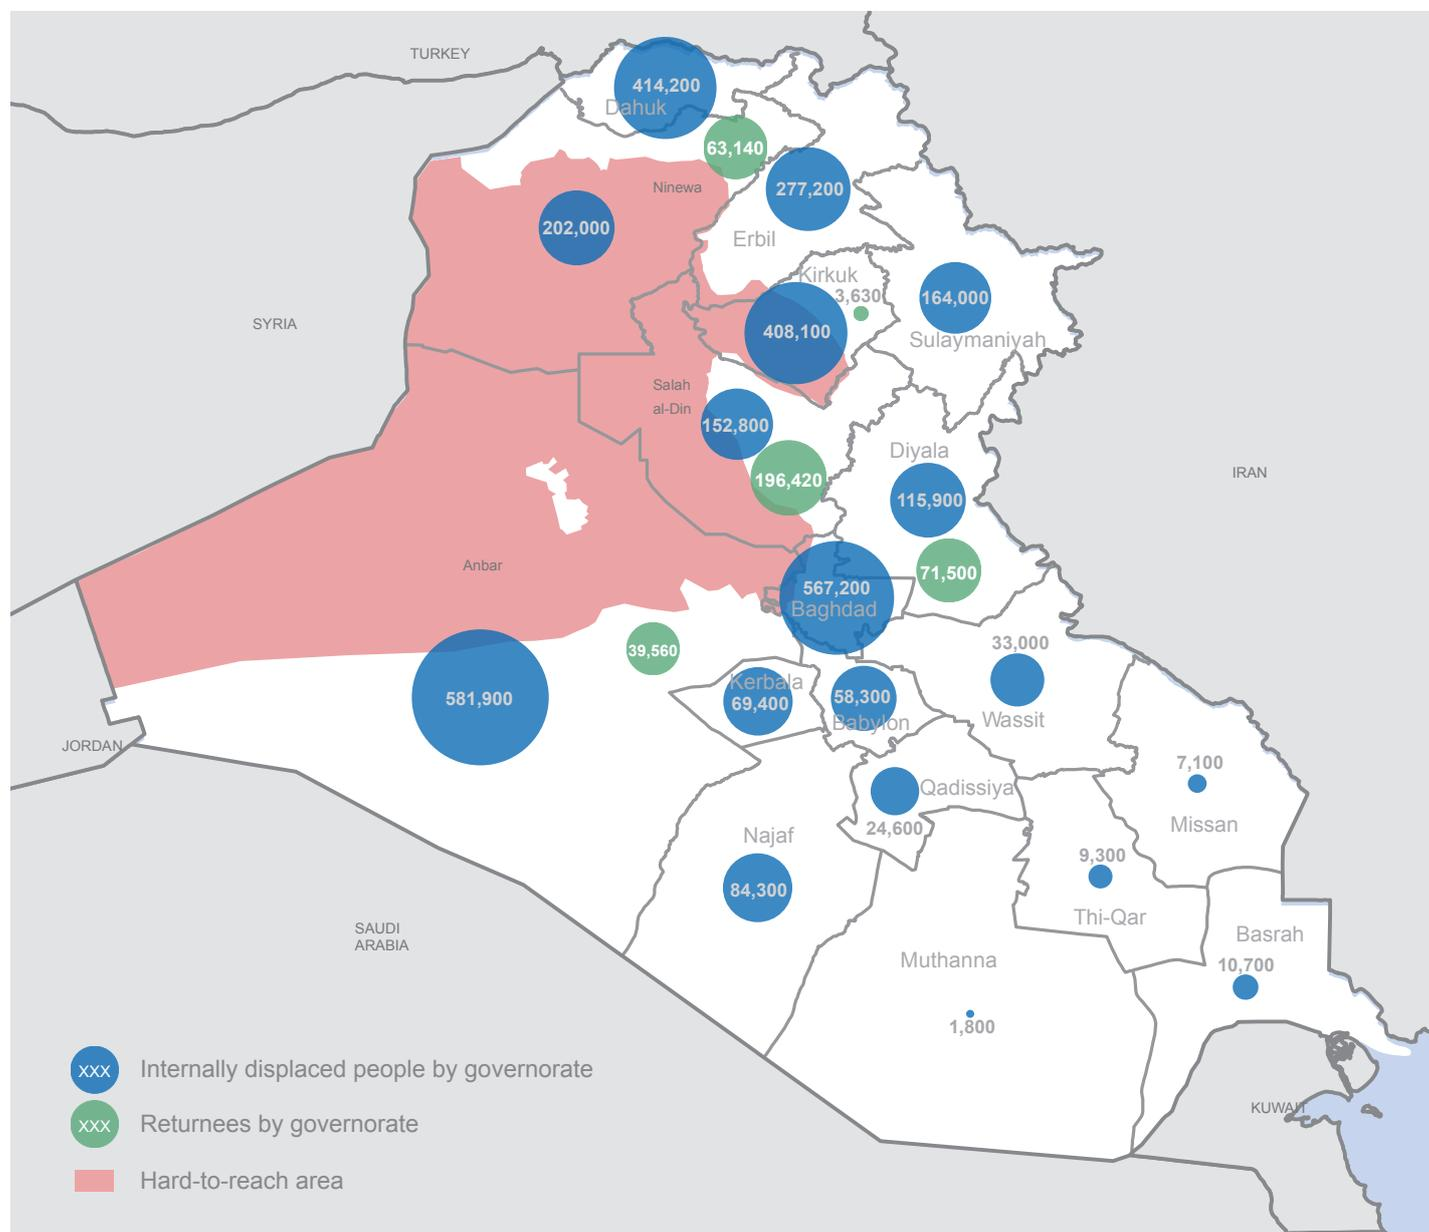 TURKEY
414,200
Dahuk
63,140
Ninewa
277,200
202,000
Erbil
Kirkuk
3,630
164,000
SYRIA
408,100
Sulaymaniyah
Salah
al-Din
152,800
Diyala
IRAN
196,420
115,900
Anbar
71,500
567,200
Baghdad
39,560
33,000
Kerbala
69,400
58,300
581,900
Babylon
Wassit
JORDAN
7,100
Qadissiya
24,600
Missan
Najaf
9,300
84,300
Thi-Qar
SAUDI
ARABIA
Basrah
Muthanna
10,700
1,800
XXX Internally displaced people by governorate
KUWAIT
XXX Returnees by governorate
Hard-to-reach area